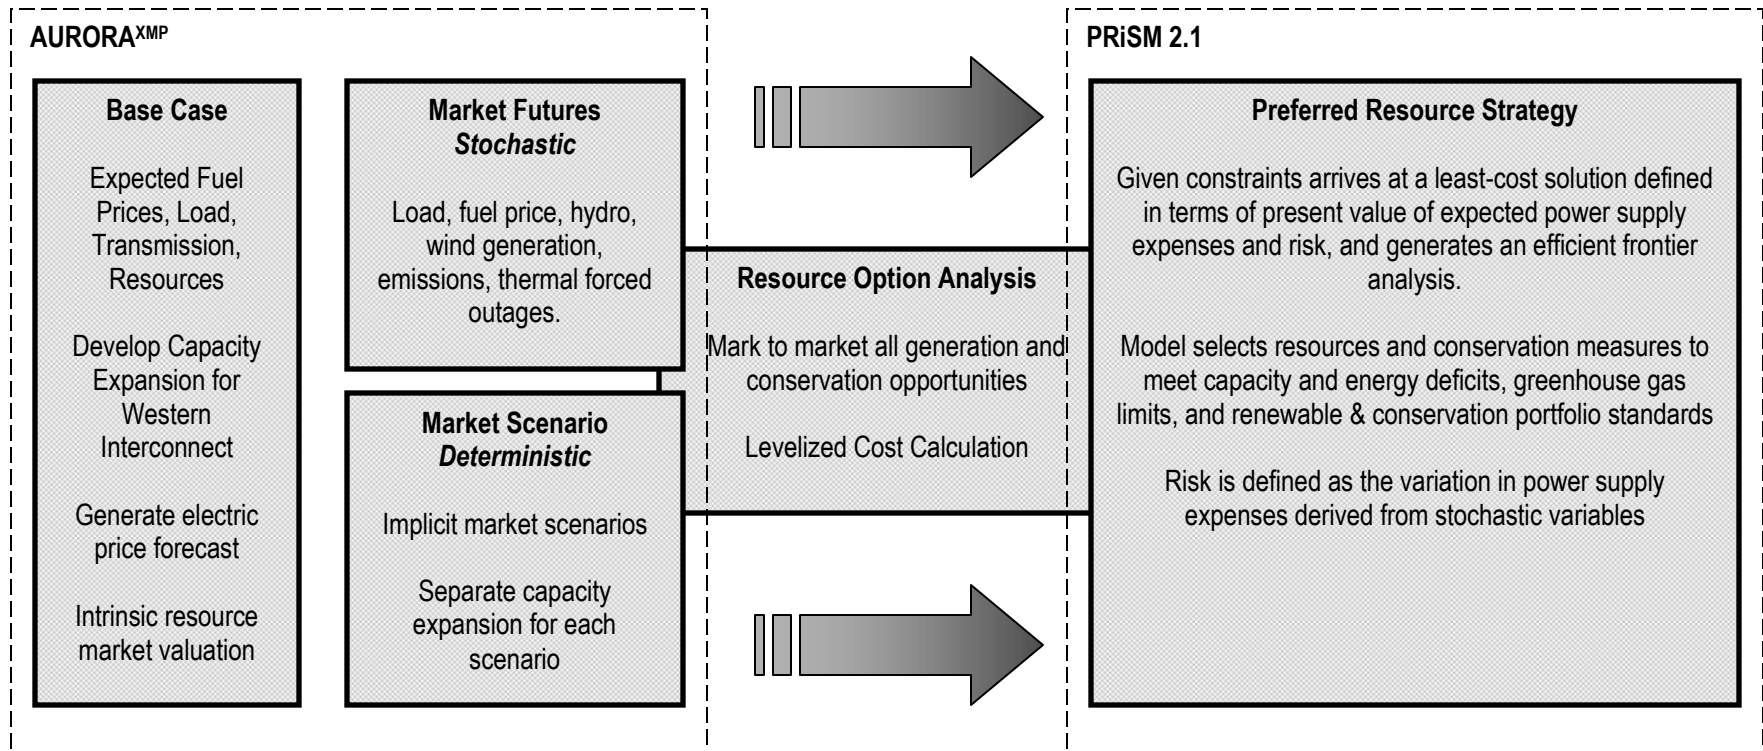 AURORAXMP
Base Case
Expected Fuel
Prices, Load,
Transmission,
Resources
Develop Capacity
Expansion for
Western
Interconnect
Generate electric
price forecast
Intrinsic resource
market valuation
Market Futures
Stochastic
Load, fuel price, hydro,
wind generation,
emissions, thermal forced
outages.
Market Scenario
Deterministic
Implicit market scenarios
Separate capacity
expansion for each
scenario
Resource Option Analysis
Mark to market all generation and
conservation opportunities
Levelized Cost Calculation
PRiSM 2.1
Preferred Resource Strategy
Given constraints arrives at a least-cost solution defined
in terms of present value of expected power supply
expenses and risk, and generates an efficient frontier
analysis.
Model selects resources and conservation measures to
meet capacity and energy deficits, greenhouse gas
limits, and renewable & conservation portfolio standards
Risk is defined as the variation in power supply
expenses derived from stochastic variables